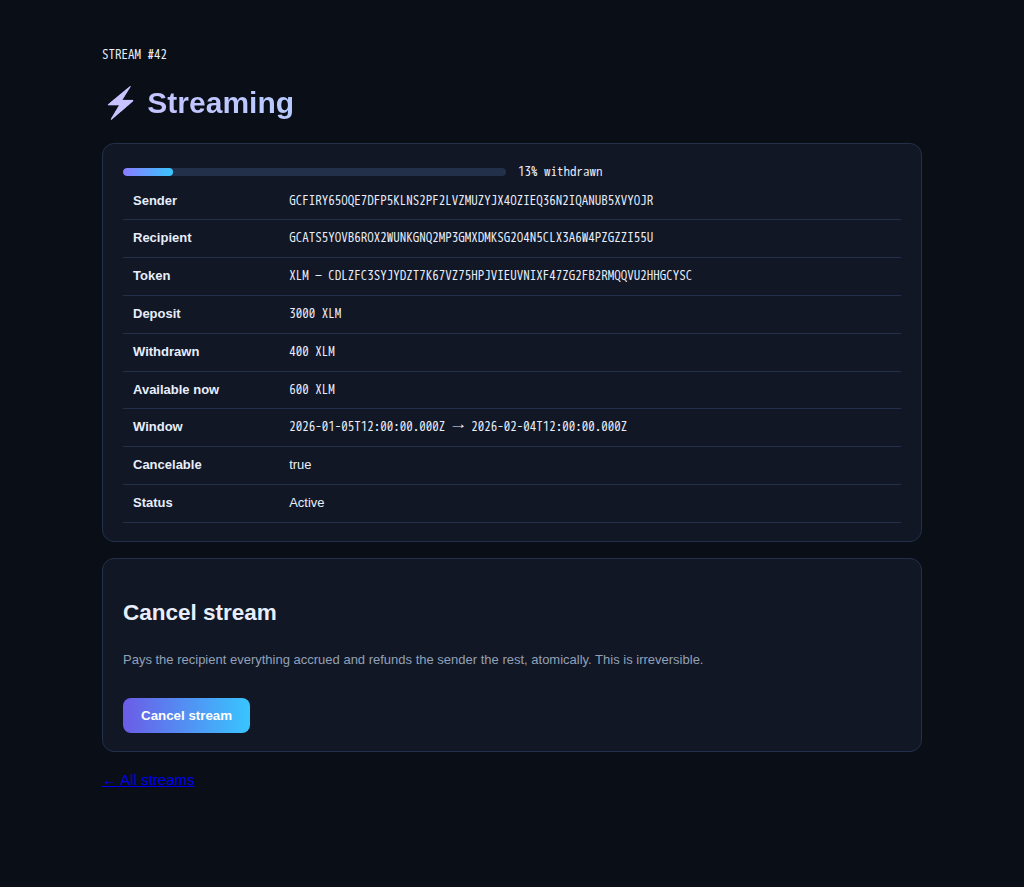 STREAM #42
⚡ Streaming
13% withdrawn
Sender GCFIRY65OQE7DFP5KLNS2PF2LVZMUZYJX4OZIEQ36N2IQANUB5XVYOJR
Recipient GCATS5YOVB6ROX2WUNKGNQ2MP3GMXDMKSG2O4N5CLX3A6W4PZGZZI55U
Token XLM — CDLZFC3SYJYDZT7K67VZ75HPJVIEUVNIXF47ZG2FB2RMQQVU2HHGCYSC
Deposit 3000 XLM
Withdrawn 400 XLM
Available now 600 XLM
Window 2026-01-05T12:00:00.000Z → 2026-02-04T12:00:00.000Z
Cancelable true
Status Active
Cancel stream
Pays the recipient everything accrued and refunds the sender the rest, atomically. This is irreversible.
Cancel stream
← All streams